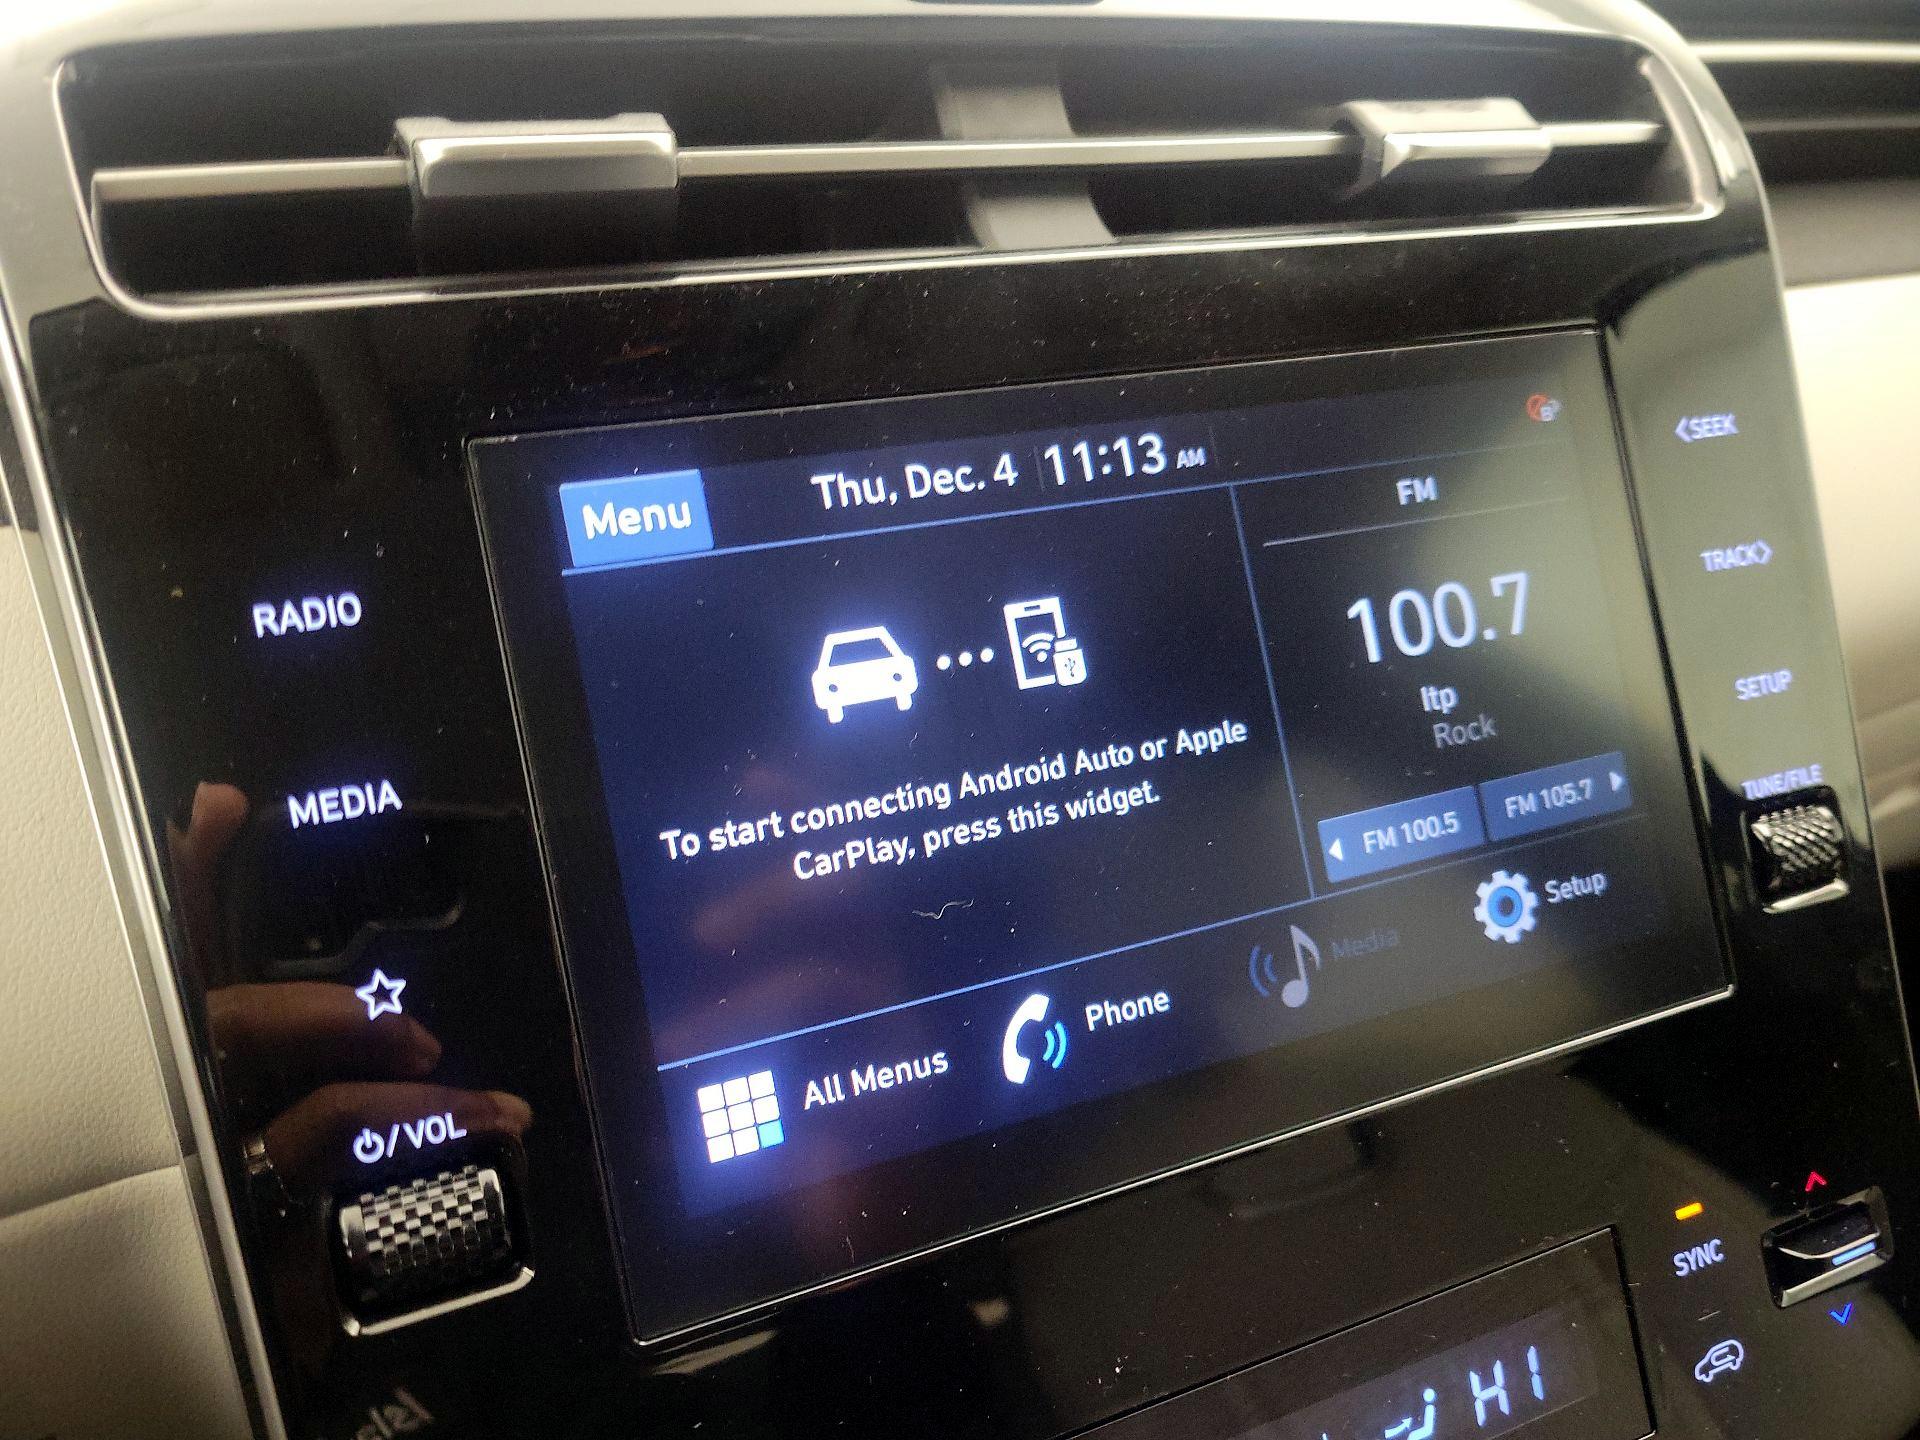 Menu
Thu, Dec. 4 11:13 AM
FM
100.7
ltp
Rock
◀ FM 100.5
FM 105.7 ▶
To start connecting Android Auto or Apple
CarPlay, press this widget.
All Menus
Phone
Media
Setup
RADIO
MEDIA
/VOL
<SEEK
TRACK>
SETUP
TUNE/FILE
SYNC
HI